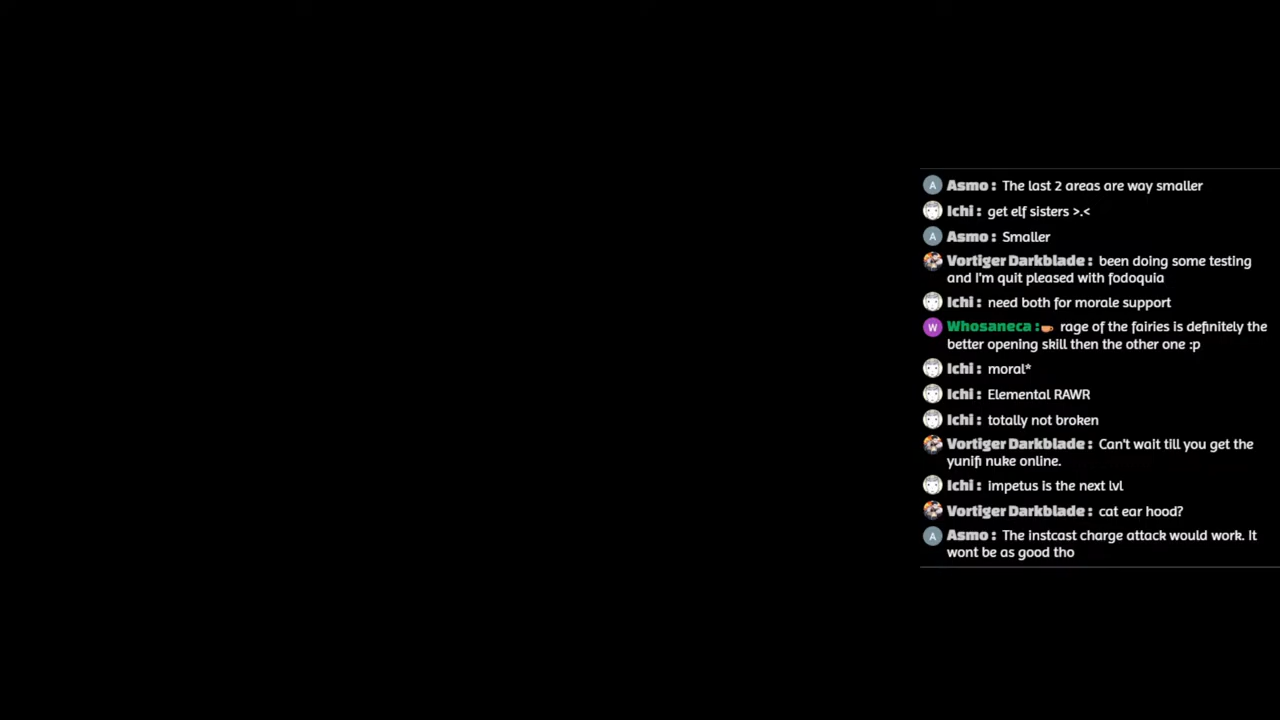 A Asmo : The last 2 areas are way smaller
Ichi : get elf sisters >.<
A Asmo : Smaller
Vortiger Darkblade : been doing some testing
and I'm quit pleased with fodoquia
Ichi : need both for morale support
W Whosaneca : rage of the fairies is definitely the
better opening skill then the other one :p
Ichi : moral*
Ichi : Elemental RAWR
Ichi : totally not broken
Vortiger Darkblade : Can't wait till you get the
yunifi nuke online.
Ichi : impetus is the next lvl
Vortiger Darkblade : cat ear hood?
A Asmo : The instcast charge attack would work. It
wont be as good tho